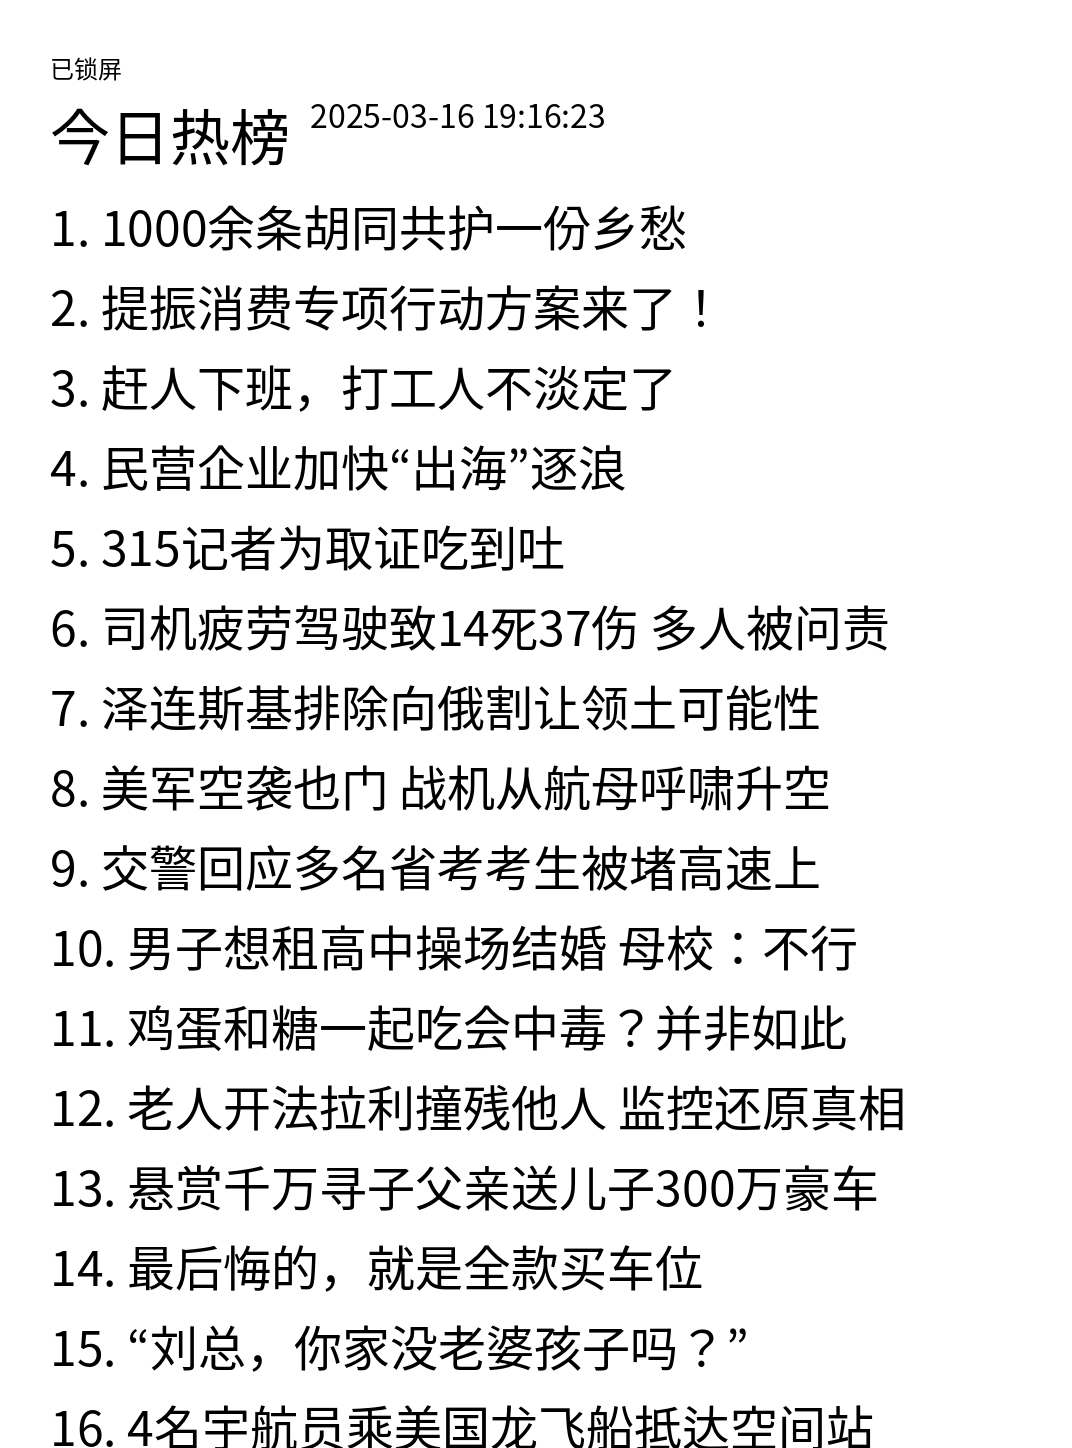 已锁屏
今日热榜 2025-03-16 19:16:23
1. 1000余条胡同共护一份乡愁
2. 提振消费专项行动方案来了！
3. 赶人下班，打工人不淡定了
4. 民营企业加快“出海”逐浪
5. 315记者为取证吃到吐
6. 司机疲劳驾驶致14死37伤 多人被问责
7. 泽连斯基排除向俄割让领土可能性
8. 美军空袭也门 战机从航母呼啸升空
9. 交警回应多名省考考生被堵高速上
10. 男子想租高中操场结婚 母校：不行
11. 鸡蛋和糖一起吃会中毒？并非如此
12. 老人开法拉利撞残他人 监控还原真相
13. 悬赏千万寻子父亲送儿子300万豪车
14. 最后悔的，就是全款买车位
15. “刘总，你家没老婆孩子吗？”
16. 4名宇航员乘美国龙飞船抵达空间站